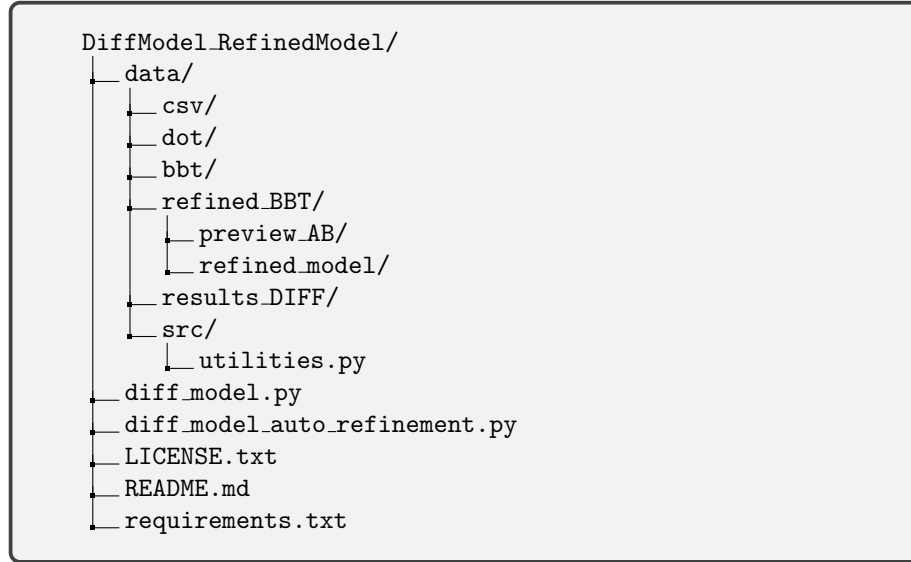 DiffModel_RefinedModel/
data/
csv/
dot/
bbt/
refined_BBT/
preview_AB/
refined_model/
results_DIFF/
src/
utilities.py
diff_model.py
diff_model_auto_refinement.py
LICENSE.txt
README.md
requirements.txt